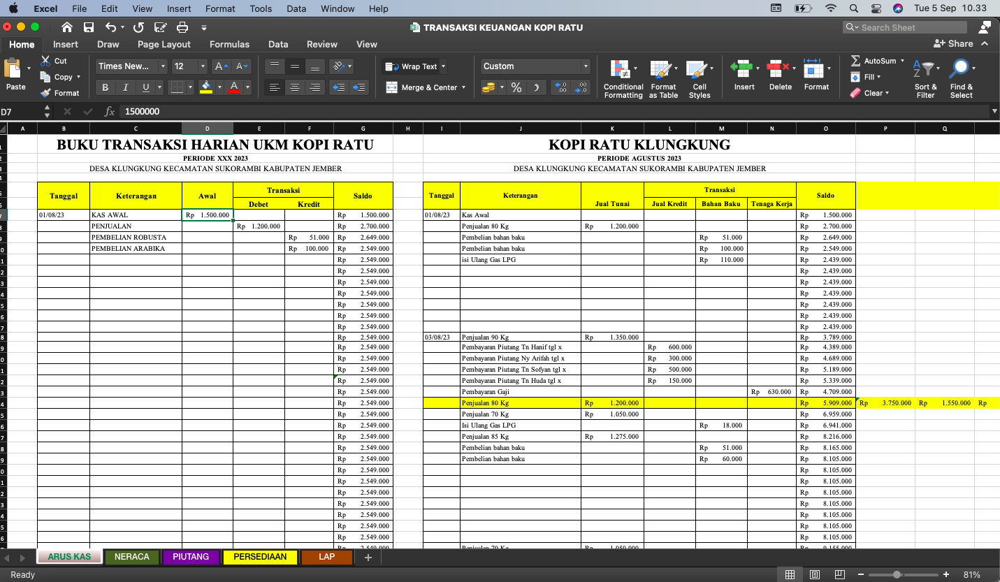 Excel File Edit View Insert Format Tools Data Window Help Tue 5 Sep 10.33
TRANSAKSI KEUANGAN KOPI RATU Search Sheet
Home Insert Draw Page Layout Formulas Data Review View Share
Paste Cut Copy Format
Times New... 12 Wrap Text Custom
B I U A Merge & Center % .0 .00 .00 .0
Conditional Formatting Format as Table Cell Styles Insert Delete Format
AutoSum Fill Clear Sort & Filter Find & Select
D7 fx 1500000
A B C D E F G H I J K L M N O P Q
BUKU TRANSAKSI HARIAN UKM KOPI RATU KOPI RATU KLUNGKUNG
PERIODE XXX 2023 PERIODE AGUSTUS 2023
DESA KLUNGKUNG KECAMATAN SUKORAMBI KABUPATEN JEMBER DESA KLUNGKUNG KECAMATAN SUKORAMBI KABUPATEN JEMBER
Tanggal Keterangan Awal Transaksi Saldo Tanggal Keterangan Transaksi Saldo
Debet Kredit Jual Tunai Jual Kredit Bahan Baku Tenaga Kerja
01/08/23 KAS AWAL Rp 1.500.000 Rp 1.500.000 01/08/23 Kas Awal Rp 1.500.000
PENJUALAN Rp 1.200.000 Rp 2.700.000 Penjualan 80 Kg Rp 1.200.000 Rp 2.700.000
PEMBELIAN ROBUSTA Rp 51.000 Rp 2.649.000 Pembelian bahan baku Rp 51.000 Rp 2.649.000
PEMBELIAN ARABIKA Rp 100.000 Rp 2.549.000 Pembelian bahan baku Rp 100.000 Rp 2.549.000
Rp 2.549.000 isi Ulang Gas LPG Rp 110.000 Rp 2.439.000
Rp 2.549.000 Rp 2.439.000
Rp 2.549.000 Rp 2.439.000
Rp 2.549.000 Rp 2.439.000
Rp 2.549.000 Rp 2.439.000
Rp 2.549.000 Rp 2.439.000
Rp 2.549.000 Rp 2.439.000
Rp 2.549.000 03/08/23 Penjualan 90 Kg Rp 1.350.000 Rp 3.789.000
Rp 2.549.000 Pembayaran Piutang Tn Hanif tgl x Rp 600.000 Rp 4.389.000
Rp 2.549.000 Pembayaran Piutang Ny Arifah tgl x Rp 300.000 Rp 4.689.000
Rp 2.549.000 Pembayaran Piutang Tn Sofyan tgl x Rp 500.000 Rp 5.189.000
Rp 2.549.000 Pembayaran Piutang Tn Huda tgl x Rp 150.000 Rp 5.339.000
Rp 2.549.000 Pembayaran Gaji Rp 630.000 Rp 4.709.000
Rp 2.549.000 Penjualan 80 Kg Rp 1.200.000 Rp 5.909.000 Rp 3.750.000 Rp 1.550.000 Rp
Rp 2.549.000 Penjualan 70 Kg Rp 1.050.000 Rp 6.959.000
Rp 2.549.000 Isi Ulang Gas LPG Rp 18.000 Rp 6.941.000
Rp 2.549.000 Penjualan 85 Kg Rp 1.275.000 Rp 8.216.000
Rp 2.549.000 Pembelian bahan baku Rp 51.000 Rp 8.165.000
Rp 2.549.000 Pembelian bahan baku Rp 60.000 Rp 8.105.000
Rp 2.549.000 Rp 8.105.000
Rp 2.549.000 Rp 8.105.000
Rp 2.549.000 Rp 8.105.000
Rp 2.549.000 Rp 8.105.000
Rp 2.549.000 Rp 8.105.000
Rp 2.549.000 Rp 8.105.000
Rp 2.549.000 Rp 8.105.000
Rp 2.549.000 Penjualan 70 Kg Rp 1.050.000 Rp 9.155.000
ARUS KAS NERACA PIUTANG PERSEDIAAN LAP +
Ready 81%